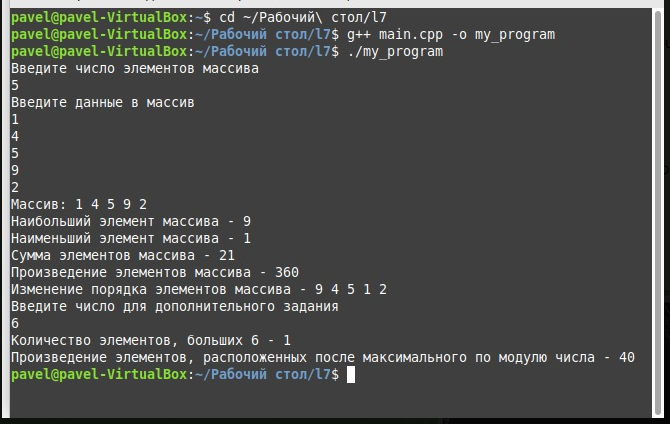 pavel@pavel-VirtualBox:~$ cd ~/Рабочий\ стол/l7
pavel@pavel-VirtualBox:~/Рабочий стол/l7$ g++ main.cpp -o my_program
pavel@pavel-VirtualBox:~/Рабочий стол/l7$ ./my_program
Введите число элементов массива
5
Введите данные в массив
1
4
5
9
2
Массив: 1 4 5 9 2
Наибольший элемент массива - 9
Наименьший элемент массива - 1
Сумма элементов массива - 21
Произведение элементов массива - 360
Изменение порядка элементов массива - 9 4 5 1 2
Введите число для дополнительного задания
6
Количество элементов, больших 6 - 1
Произведение элементов, расположенных после максимального по модулю числа - 40
pavel@pavel-VirtualBox:~/Рабочий стол/l7$